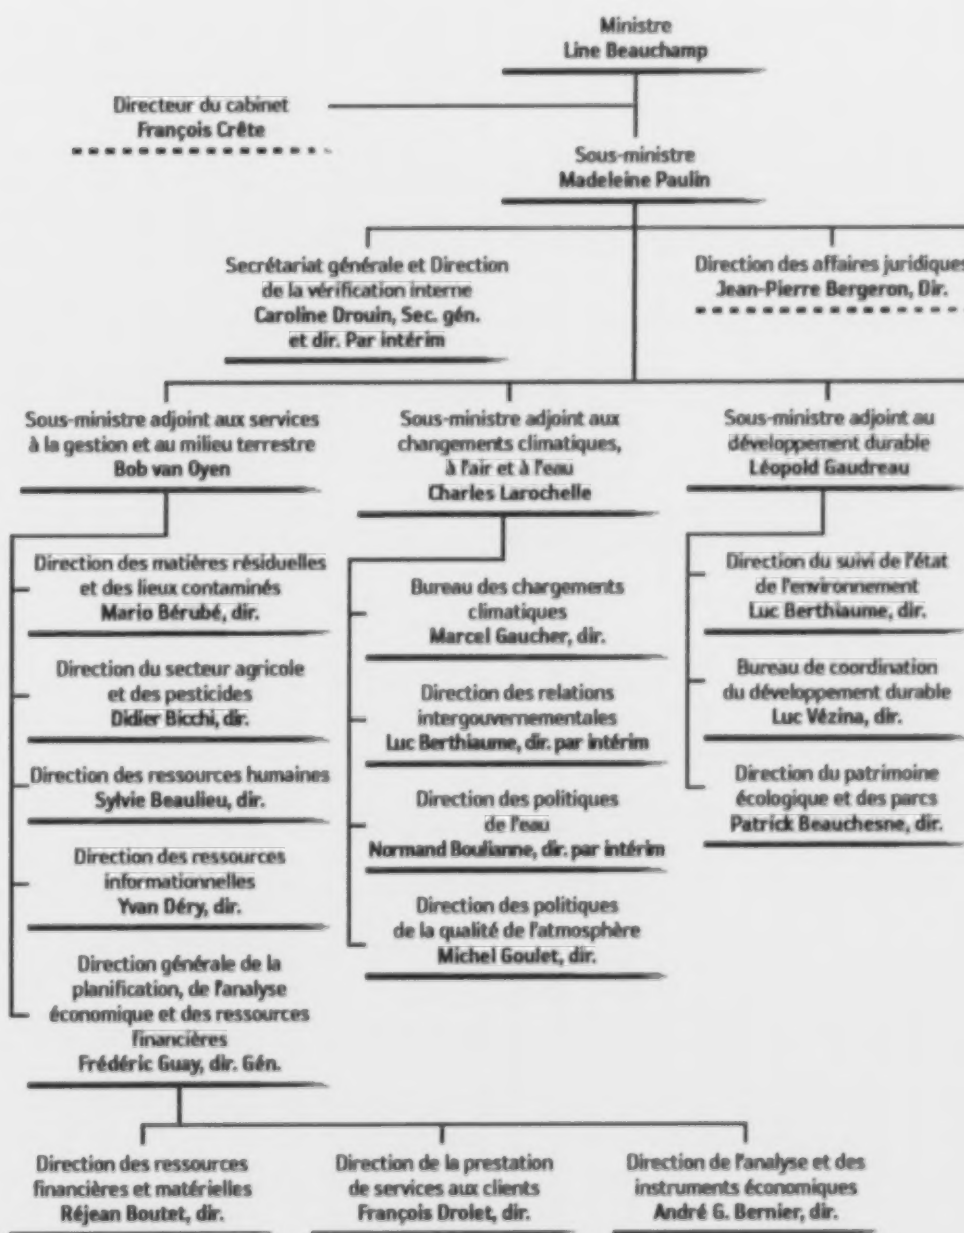 Ministre
Line Beauchamp
Directeur du cabinet
François Crête
Sous-ministre
Madeleine Paulin
Secrétariat générale et Direction
de la vérification interne
Caroline Drouin, Sec. gén.
et dir. Par intérim
Direction des affaires juridiques
Jean-Pierre Bergeron, Dir.
Sous-ministre adjoint aux services
à la gestion et au milieu terrestre
Bob van Oyen
Direction des matières résiduelles
et des lieux contaminés
Mario Bérubé, dir.
Direction du secteur agricole
et des pesticides
Didier Bicchi, dir.
Direction des ressources humaines
Sylvie Beaulieu, dir.
Direction des ressources
informationnelles
Yvan Déry, dir.
Direction générale de la
planification, de l'analyse
économique et des ressources
financières
Frédéric Guay, dir. Gén.
Sous-ministre adjoint aux
changements climatiques,
à l'air et à l'eau
Charles Larochelle
Bureau des chargements
climatiques
Marcel Gaucher, dir.
Direction des relations
intergouvernementales
Luc Berthiaume, dir. par intérim
Direction des politiques
de l'eau
Normand Boulianne, dir. par intérim
Direction des politiques
de la qualité de l'atmosphère
Michel Goulet, dir.
Sous-ministre adjoint au
développement durable
Léopold Gaudreau
Direction du suivi de l'état
de l'environnement
Luc Berthiaume, dir.
Bureau de coordination
du développement durable
Luc Vézina, dir.
Direction du patrimoine
écologique et des parcs
Patrick Beauchesne, dir.
Direction des ressources
financières et matérielles
Réjean Boutet, dir.
Direction de la prestation
de services aux clients
François Drolet, dir.
Direction de l'analyse et des
instruments économiques
André G. Bernier, dir.